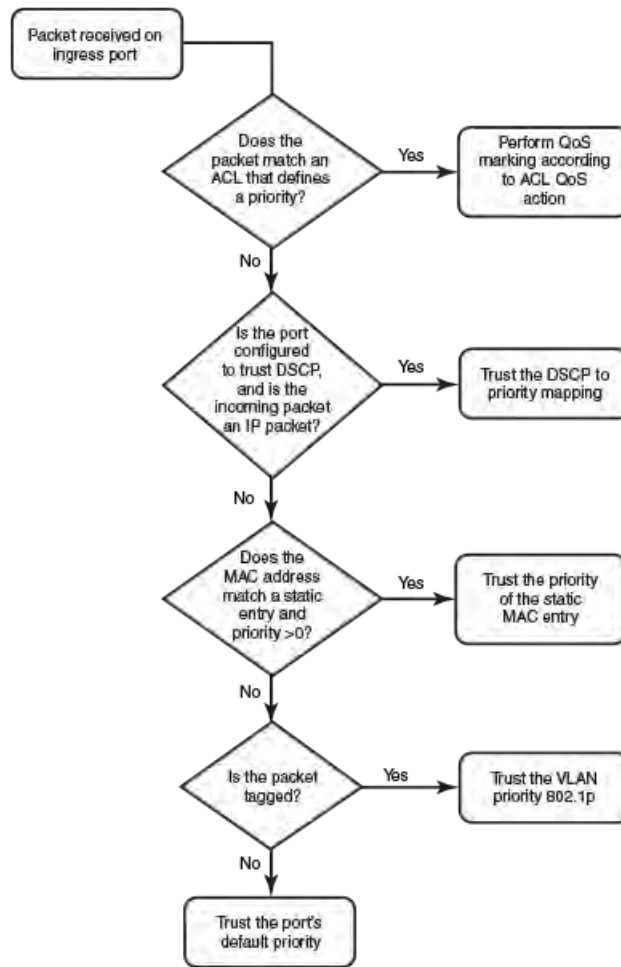 Packet received on
ingress port
Does the
packet match an
ACL that defines
a priority?
Yes
Perform QoS
marking according
to ACL QoS
action
No
Is the port
configured
to trust DSCP,
and is the
incoming packet
an IP packet?
Yes
Trust the DSCP to
priority mapping
No
Does the
MAC address
match a static
entry and
priority >0?
Yes
Trust the priority
of the static
MAC entry
No
Is the packet
tagged?
Yes
Trust the VLAN
priority 802.1p
No
Trust the port's
default priority